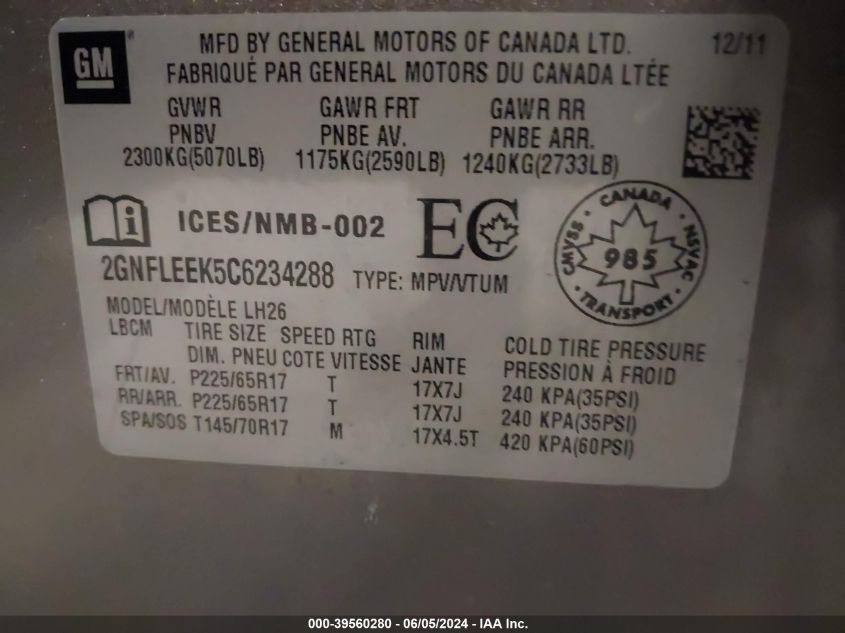 GM
MFD BY GENERAL MOTORS OF CANADA LTD. 12/11
FABRIQUÉ PAR GENERAL MOTORS DU CANADA LTÉE
GVWR GAWR FRT GAWR RR
PNBV PNBE AV. PNBE ARR.
2300KG(5070LB) 1175KG(2590LB) 1240KG(2733LB)
ICES/NMB-002 EC
CANADA
CMVSS 985 NSVAC
TRANSPORT
2GNFLEEK5C6234288 TYPE: MPV/VTUM
MODEL/MODÈLE LH26
LBCM TIRE SIZE SPEED RTG RIM COLD TIRE PRESSURE
DIM. PNEU COTE VITESSE JANTE PRESSION À FROID
FRT/AV. P225/65R17 T 17X7J 240 KPA(35PSI)
RR/ARR. P225/65R17 T 17X7J 240 KPA(35PSI)
SPA/SOS T145/70R17 M 17X4.5T 420 KPA(60PSI)
000-39560280 - 06/05/2024 - IAA Inc.